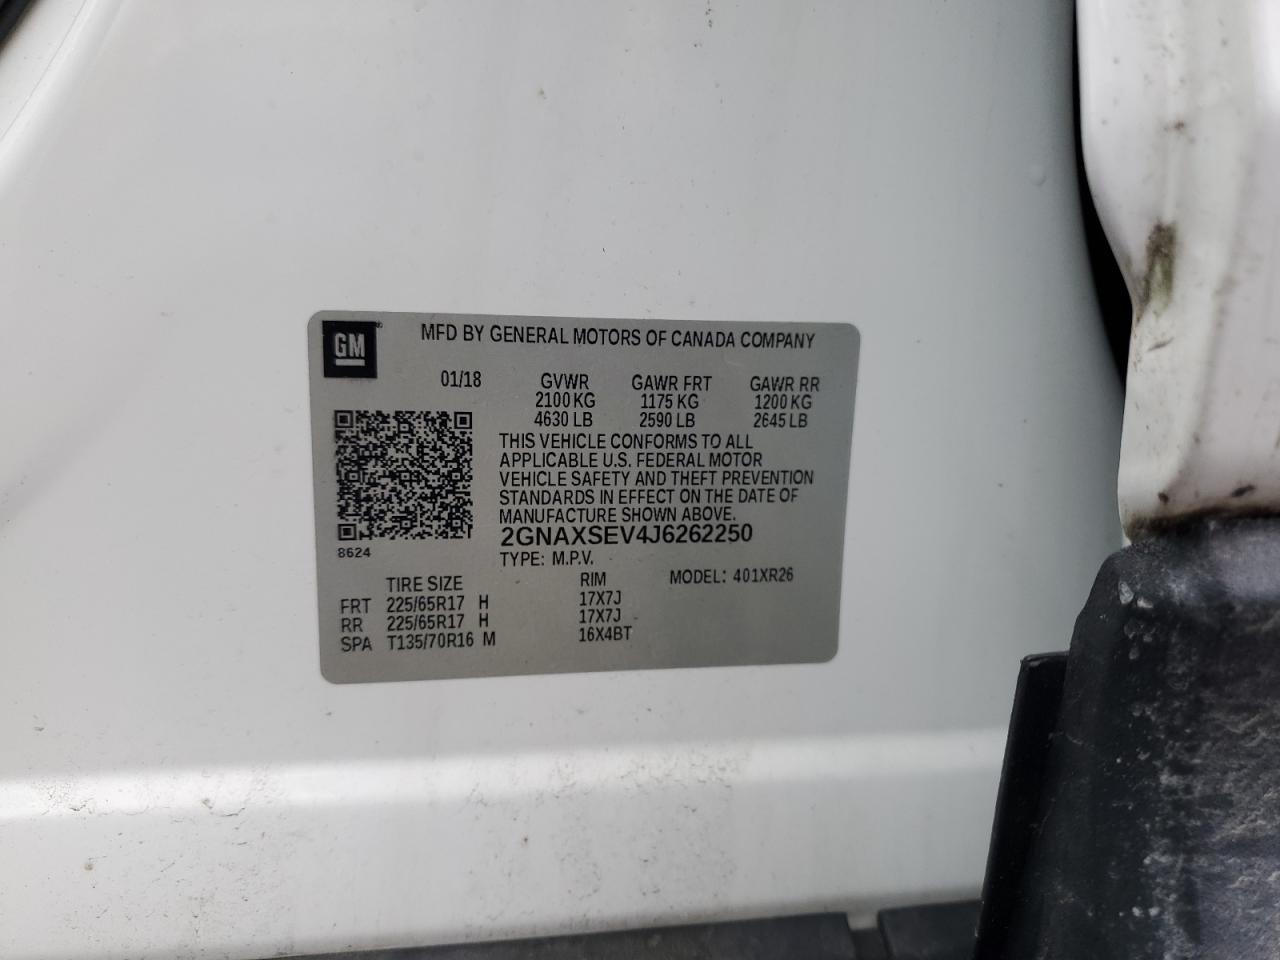 GM
MFD BY GENERAL MOTORS OF CANADA COMPANY
01/18 GVWR GAWR FRT GAWR RR
2100 KG 1175 KG 1200 KG
4630 LB 2590 LB 2645 LB
THIS VEHICLE CONFORMS TO ALL
APPLICABLE U.S. FEDERAL MOTOR
VEHICLE SAFETY AND THEFT PREVENTION
STANDARDS IN EFFECT ON THE DATE OF
MANUFACTURE SHOWN ABOVE.
2GNAXSEV4J6262250
8624
TYPE: M.P.V.
TIRE SIZE RIM MODEL: 401XR26
FRT 225/65R17 H 17X7J
RR 225/65R17 H 17X7J
SPA T135/70R16 M 16X4BT